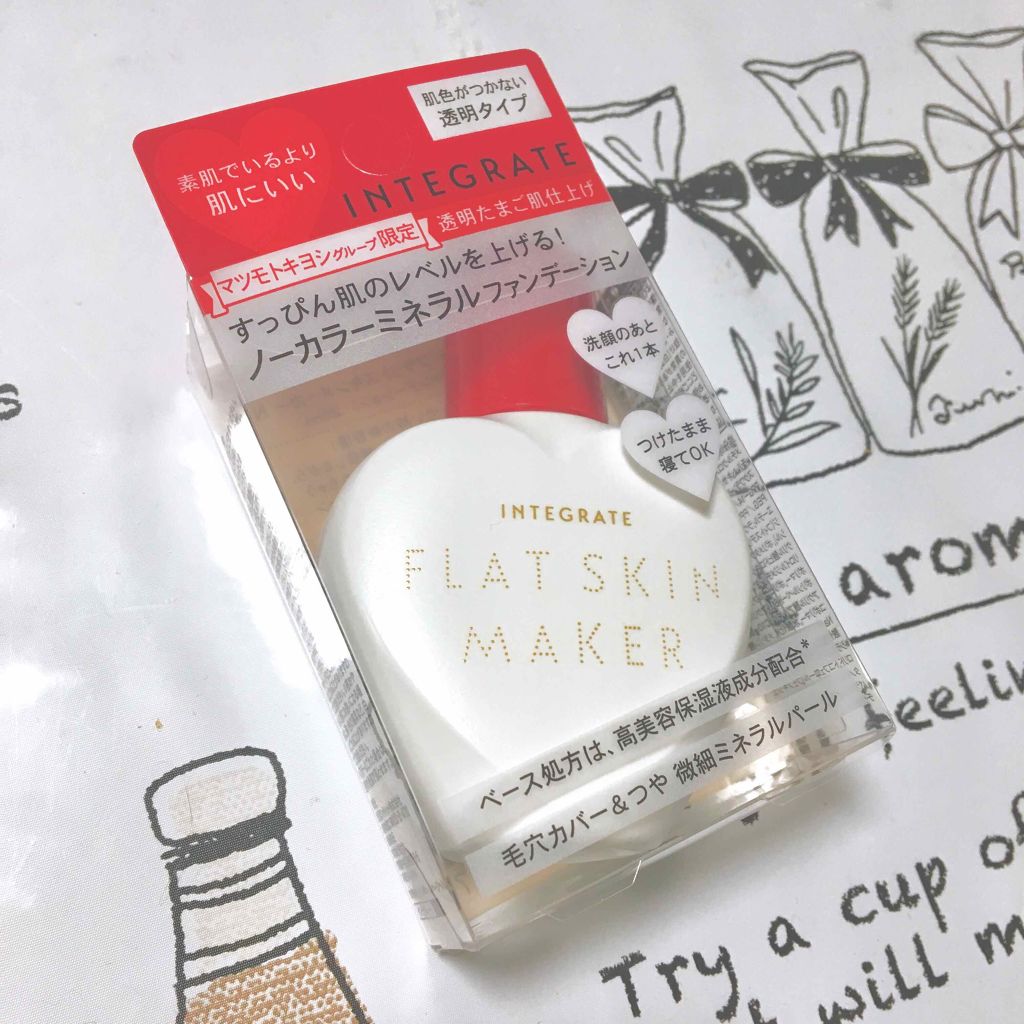 肌色がつかない
透明タイプ
素肌でいるより
肌にいい
INTEGRATE
マツモトキヨシグループ限定
透明たまご肌仕上げ
すっぴん肌のレベルを上げる!
ノーカラーミネラルファンデーション
洗顔のあと
これ1本
つけたまま
寝てOK
INTEGRATE
FLAT SKIN
MAKER
ベース処方は、高美容保湿液成分配合*
毛穴カバー&つや 微細ミネラルパール
Try a cup of
will